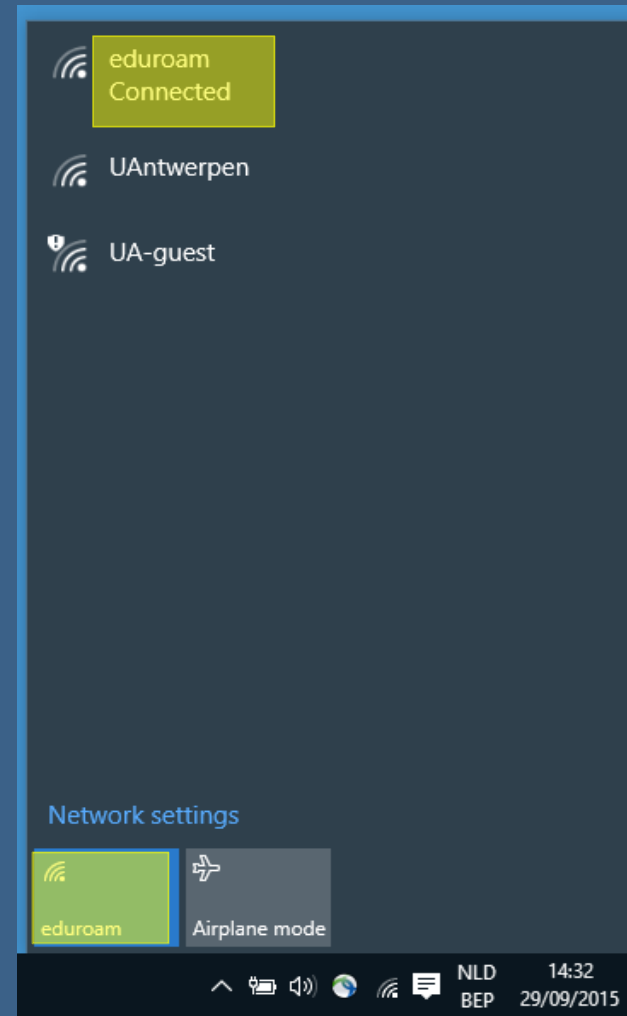 eduroam
Connected
UAntwerpen
UA-guest
Network settings
eduroam
Airplane mode
NLD
14:32
BEP
29/09/2015